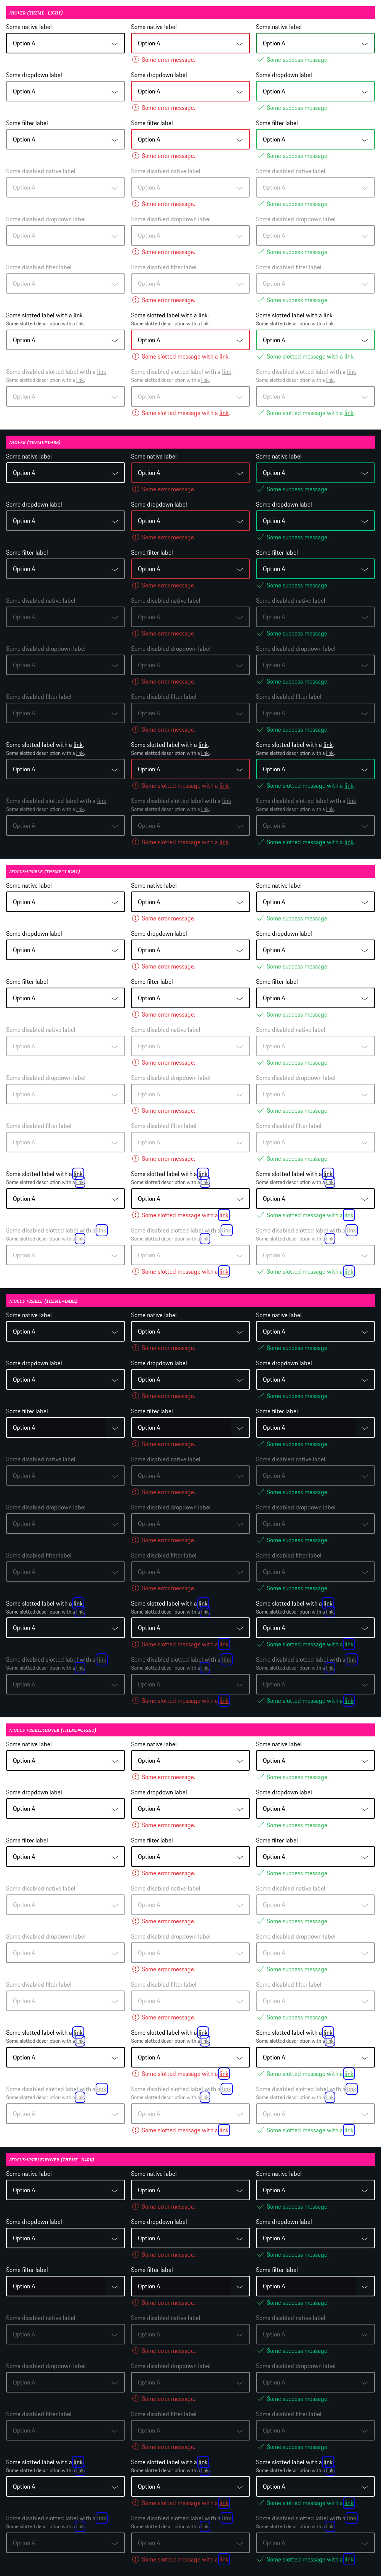 :HOVER (THEME=LIGHT)
Some native label Some native label Some native label
Option A Option A Option A
Some error message. Some success message.
Some dropdown label Some dropdown label Some dropdown label
Option A Option A Option A
Some error message. Some success message.
Some filter label Some filter label Some filter label
Option A Option A Option A
Some error message. Some success message.
Some disabled native label Some disabled native label Some disabled native label
Option A Option A Option A
Some error message. Some success message.
Some disabled dropdown label Some disabled dropdown label Some disabled dropdown label
Option A Option A Option A
Some error message. Some success message.
Some disabled filter label Some disabled filter label Some disabled filter label
Option A Option A Option A
Some error message. Some success message.
Some slotted label with a link. Some slotted label with a link. Some slotted label with a link.
Some slotted description with a link. Some slotted description with a link. Some slotted description with a link.
Option A Option A Option A
Some slotted message with a link. Some slotted message with a link.
Some disabled slotted label with a link. Some disabled slotted label with a link. Some disabled slotted label with a link.
Some slotted description with a link. Some slotted description with a link. Some slotted description with a link.
Option A Option A Option A
Some slotted message with a link. Some slotted message with a link.
:HOVER (THEME=DARK)
Some native label Some native label Some native label
Option A Option A Option A
Some error message. Some success message.
Some dropdown label Some dropdown label Some dropdown label
Option A Option A Option A
Some error message. Some success message.
Some filter label Some filter label Some filter label
Option A Option A Option A
Some error message. Some success message.
Some disabled native label Some disabled native label Some disabled native label
Option A Option A Option A
Some error message. Some success message.
Some disabled dropdown label Some disabled dropdown label Some disabled dropdown label
Option A Option A Option A
Some error message. Some success message.
Some disabled filter label Some disabled filter label Some disabled filter label
Option A Option A Option A
Some error message. Some success message.
Some slotted label with a link. Some slotted label with a link. Some slotted label with a link.
Some slotted description with a link. Some slotted description with a link. Some slotted description with a link.
Option A Option A Option A
Some slotted message with a link. Some slotted message with a link.
Some disabled slotted label with a link. Some disabled slotted label with a link. Some disabled slotted label with a link.
Some slotted description with a link. Some slotted description with a link. Some slotted description with a link.
Option A Option A Option A
Some slotted message with a link. Some slotted message with a link.
:FOCUS-VISIBLE (THEME=LIGHT)
Some native label Some native label Some native label
Option A Option A Option A
Some error message. Some success message.
Some dropdown label Some dropdown label Some dropdown label
Option A Option A Option A
Some error message. Some success message.
Some filter label Some filter label Some filter label
Option A Option A Option A
Some error message. Some success message.
Some disabled native label Some disabled native label Some disabled native label
Option A Option A Option A
Some error message. Some success message.
Some disabled dropdown label Some disabled dropdown label Some disabled dropdown label
Option A Option A Option A
Some error message. Some success message.
Some disabled filter label Some disabled filter label Some disabled filter label
Option A Option A Option A
Some error message. Some success message.
Some slotted label with a link. Some slotted label with a link. Some slotted label with a link.
Some slotted description with a link. Some slotted description with a link. Some slotted description with a link.
Option A Option A Option A
Some slotted message with a link. Some slotted message with a link.
Some disabled slotted label with a link. Some disabled slotted label with a link. Some disabled slotted label with a link.
Some slotted description with a link. Some slotted description with a link. Some slotted description with a link.
Option A Option A Option A
Some slotted message with a link. Some slotted message with a link.
:FOCUS-VISIBLE (THEME=DARK)
Some native label Some native label Some native label
Option A Option A Option A
Some error message. Some success message.
Some dropdown label Some dropdown label Some dropdown label
Option A Option A Option A
Some error message. Some success message.
Some filter label Some filter label Some filter label
Option A Option A Option A
Some error message. Some success message.
Some disabled native label Some disabled native label Some disabled native label
Option A Option A Option A
Some error message. Some success message.
Some disabled dropdown label Some disabled dropdown label Some disabled dropdown label
Option A Option A Option A
Some error message. Some success message.
Some disabled filter label Some disabled filter label Some disabled filter label
Option A Option A Option A
Some error message. Some success message.
Some slotted label with a link. Some slotted label with a link. Some slotted label with a link.
Some slotted description with a link. Some slotted description with a link. Some slotted description with a link.
Option A Option A Option A
Some slotted message with a link. Some slotted message with a link.
Some disabled slotted label with a link. Some disabled slotted label with a link. Some disabled slotted label with a link.
Some slotted description with a link. Some slotted description with a link. Some slotted description with a link.
Option A Option A Option A
Some slotted message with a link. Some slotted message with a link.
:FOCUS-VISIBLE:HOVER (THEME=LIGHT)
Some native label Some native label Some native label
Option A Option A Option A
Some error message. Some success message.
Some dropdown label Some dropdown label Some dropdown label
Option A Option A Option A
Some error message. Some success message.
Some filter label Some filter label Some filter label
Option A Option A Option A
Some error message. Some success message.
Some disabled native label Some disabled native label Some disabled native label
Option A Option A Option A
Some error message. Some success message.
Some disabled dropdown label Some disabled dropdown label Some disabled dropdown label
Option A Option A Option A
Some error message. Some success message.
Some disabled filter label Some disabled filter label Some disabled filter label
Option A Option A Option A
Some error message. Some success message.
Some slotted label with a link. Some slotted label with a link. Some slotted label with a link.
Some slotted description with a link. Some slotted description with a link. Some slotted description with a link.
Option A Option A Option A
Some slotted message with a link. Some slotted message with a link.
Some disabled slotted label with a link. Some disabled slotted label with a link. Some disabled slotted label with a link.
Some slotted description with a link. Some slotted description with a link. Some slotted description with a link.
Option A Option A Option A
Some slotted message with a link. Some slotted message with a link.
:FOCUS-VISIBLE:HOVER (THEME=DARK)
Some native label Some native label Some native label
Option A Option A Option A
Some error message. Some success message.
Some dropdown label Some dropdown label Some dropdown label
Option A Option A Option A
Some error message. Some success message.
Some filter label Some filter label Some filter label
Option A Option A Option A
Some error message. Some success message.
Some disabled native label Some disabled native label Some disabled native label
Option A Option A Option A
Some error message. Some success message.
Some disabled dropdown label Some disabled dropdown label Some disabled dropdown label
Option A Option A Option A
Some error message. Some success message.
Some disabled filter label Some disabled filter label Some disabled filter label
Option A Option A Option A
Some error message. Some success message.
Some slotted label with a link. Some slotted label with a link. Some slotted label with a link.
Some slotted description with a link. Some slotted description with a link. Some slotted description with a link.
Option A Option A Option A
Some slotted message with a link. Some slotted message with a link.
Some disabled slotted label with a link. Some disabled slotted label with a link. Some disabled slotted label with a link.
Some slotted description with a link. Some slotted description with a link. Some slotted description with a link.
Option A Option A Option A
Some slotted message with a link. Some slotted message with a link.